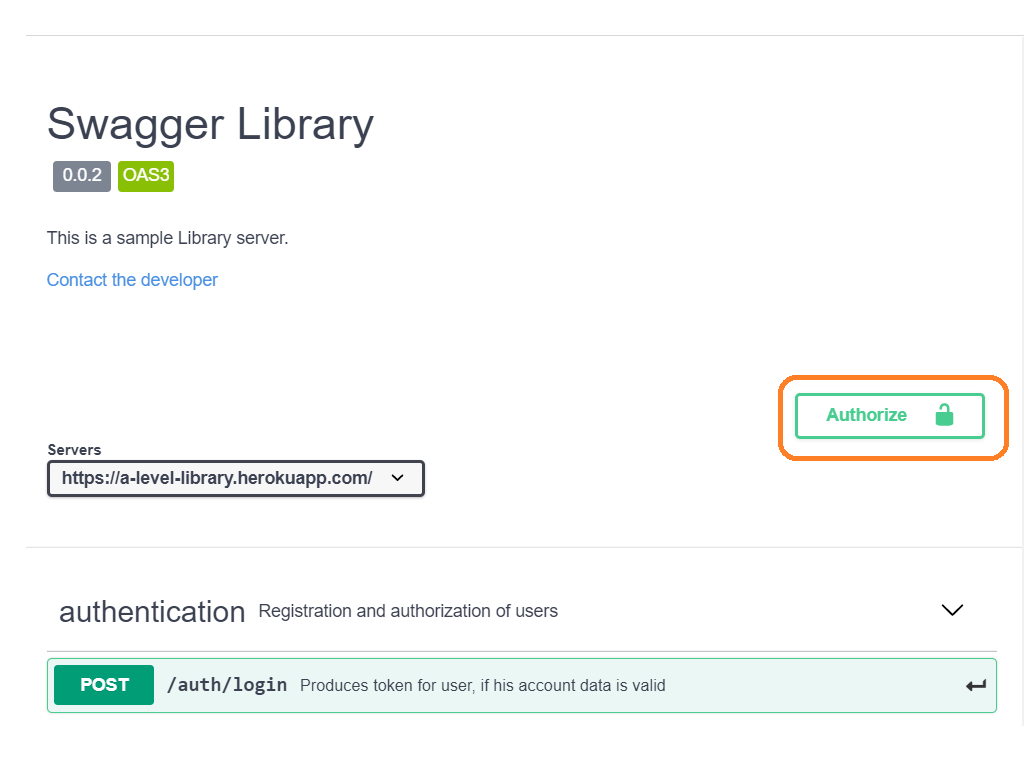 Swagger Library
0.0.2 OAS3
This is a sample Library server.
Contact the developer
Authorize
Servers
https://a-level-library.herokuapp.com/
authentication Registration and authorization of users
POST /auth/login Produces token for user, if his account data is valid